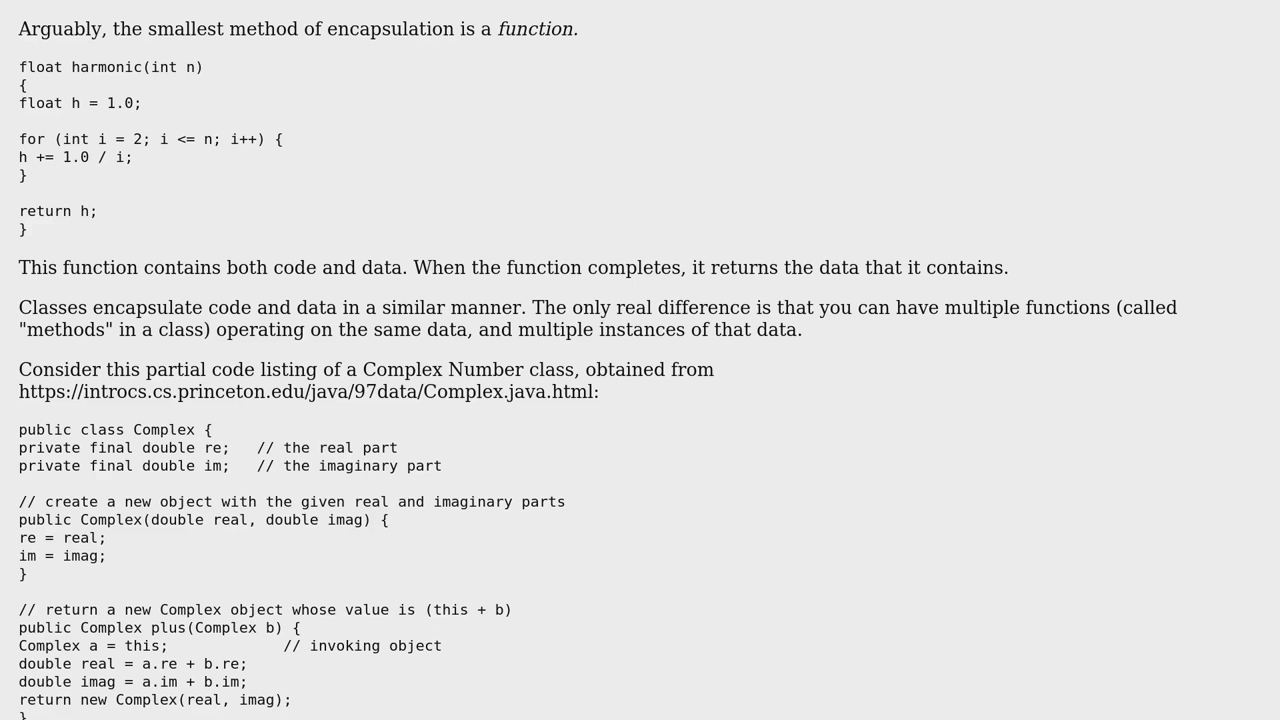 Arguably, the smallest method of encapsulation is a function.
float harmonic(int n)
{
float h = 1.0;
for (int i = 2; i <= n; i++) {
h += 1.0 / i;
}
return h;
}
This function contains both code and data. When the function completes, it returns the data that it contains.
Classes encapsulate code and data in a similar manner. The only real difference is that you can have multiple functions (called
"methods" in a class) operating on the same data, and multiple instances of that data.
Consider this partial code listing of a Complex Number class, obtained from
https://introcs.cs.princeton.edu/java/97data/Complex.java.html:
public class Complex {
private final double re;   // the real part
private final double im;   // the imaginary part
// create a new object with the given real and imaginary parts
public Complex(double real, double imag) {
re = real;
im = imag;
}
// return a new Complex object whose value is (this + b)
public Complex plus(Complex b) {
Complex a = this;             // invoking object
double real = a.re + b.re;
double imag = a.im + b.im;
return new Complex(real, imag);
}